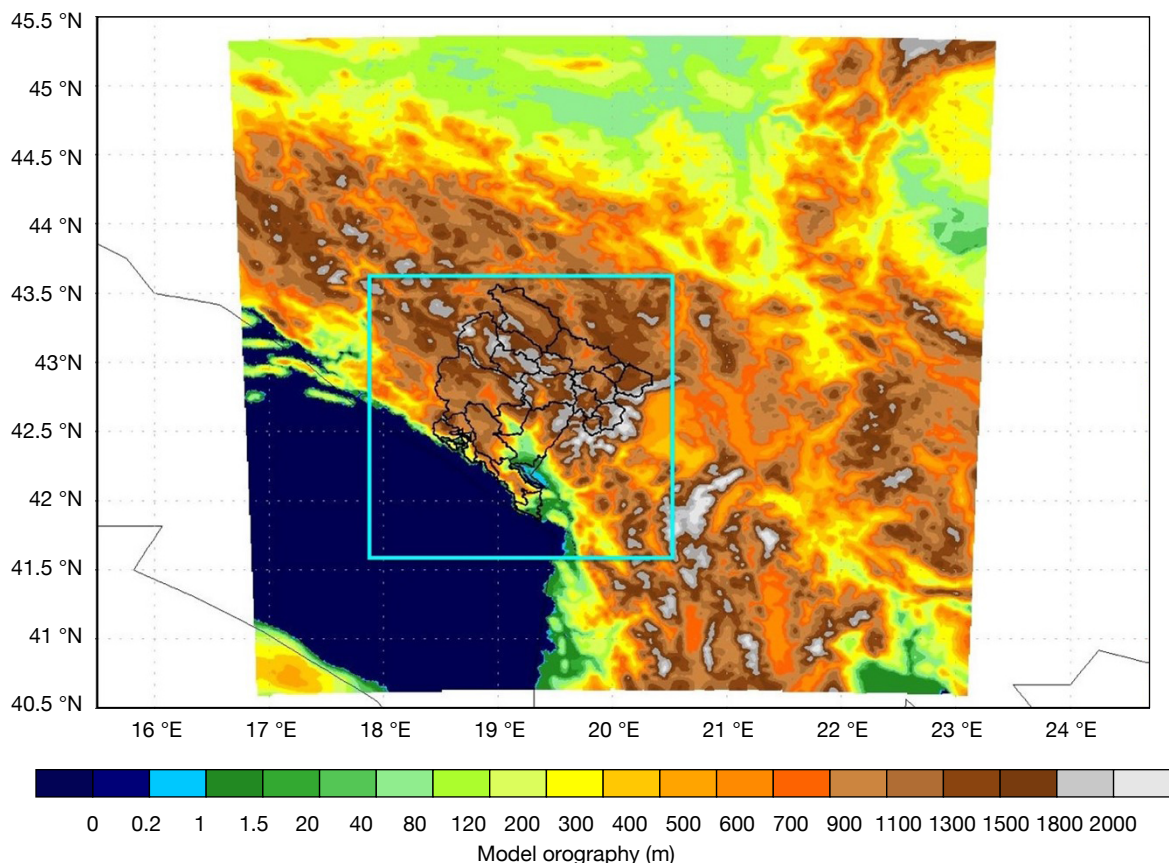 45.5 °N
45 °N
44.5 °N
44 °N
43.5 °N
43°N
42.5 °N
42 °N
41.5 °N
41 °N
40.5 °N
16 °E 17 °E 18 °E 19 °E 20 °E 21 °E 22 °E 23 °E 24 °E
0 0.2 1 1.5 20 40 80 120 200 300 400 500 600 700 900 1100 1300 1500 1800 2000
Model orography (m)